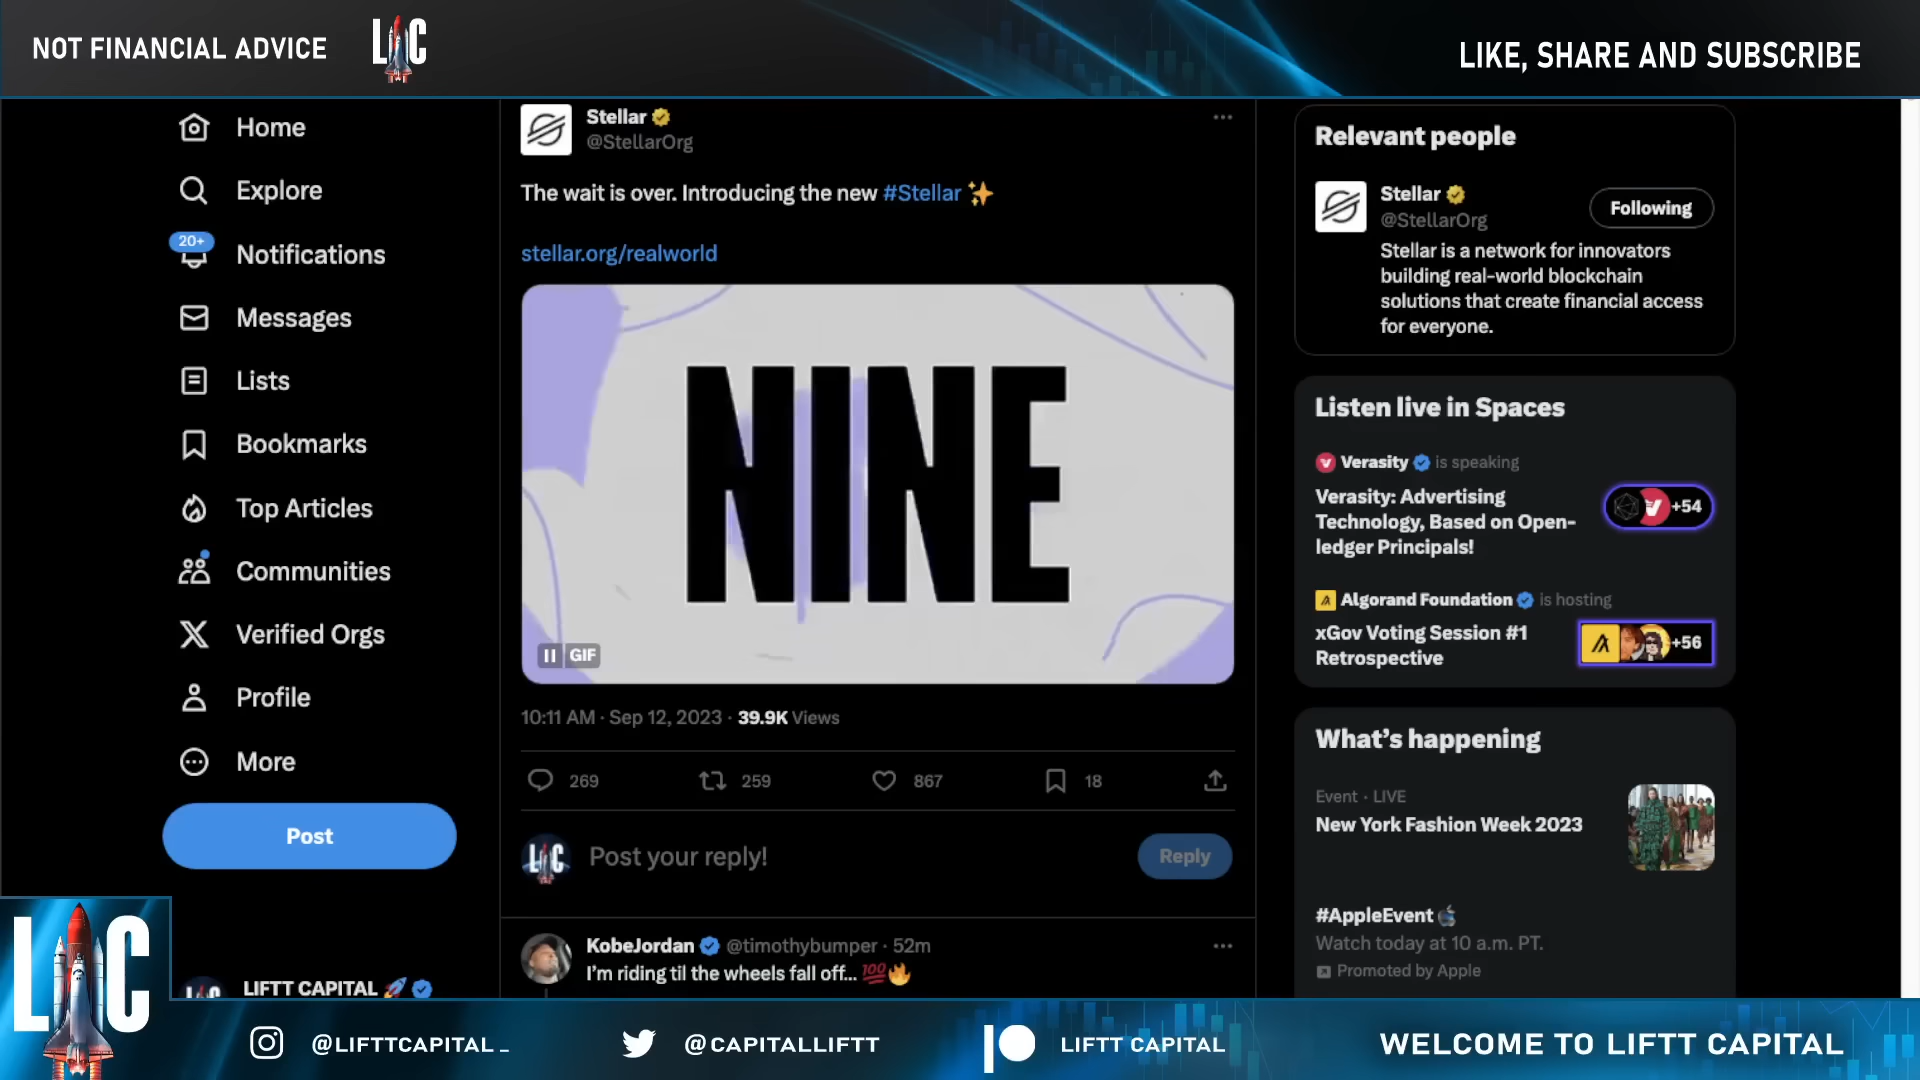 NOT FINANCIAL ADVICE
LC
LIKE, SHARE AND SUBSCRIBE
Home
Explore
20+
Notifications
Messages
Lists
Bookmarks
Top Articles
Communities
Verified Orgs
Profile
More
Post
LIFTT CAPITAL 🚀
Stellar
@StellarOrg
The wait is over. Introducing the new #Stellar ✨
stellar.org/realworld
NINE
GIF
10:11 AM · Sep 12, 2023 · 39.9K Views
269 259 867 18
Post your reply!
Reply
KobeJordan @timothybumper · 52m
I'm riding til the wheels fall off... 💯🔥
Relevant people
Stellar
@StellarOrg
Following
Stellar is a network for innovators
building real-world blockchain
solutions that create financial access
for everyone.
Listen live in Spaces
Verasity is speaking
Verasity: Advertising
Technology, Based on Open-
ledger Principals!
+54
Algorand Foundation is hosting
xGov Voting Session #1
Retrospective
+56
What's happening
Event · LIVE
New York Fashion Week 2023
#AppleEvent
Watch today at 10 a.m. PT.
Promoted by Apple
LC
@LIFTTCAPITAL_
@CAPITALLIFTT
LIFTT CAPITAL
WELCOME TO LIFTT CAPITAL